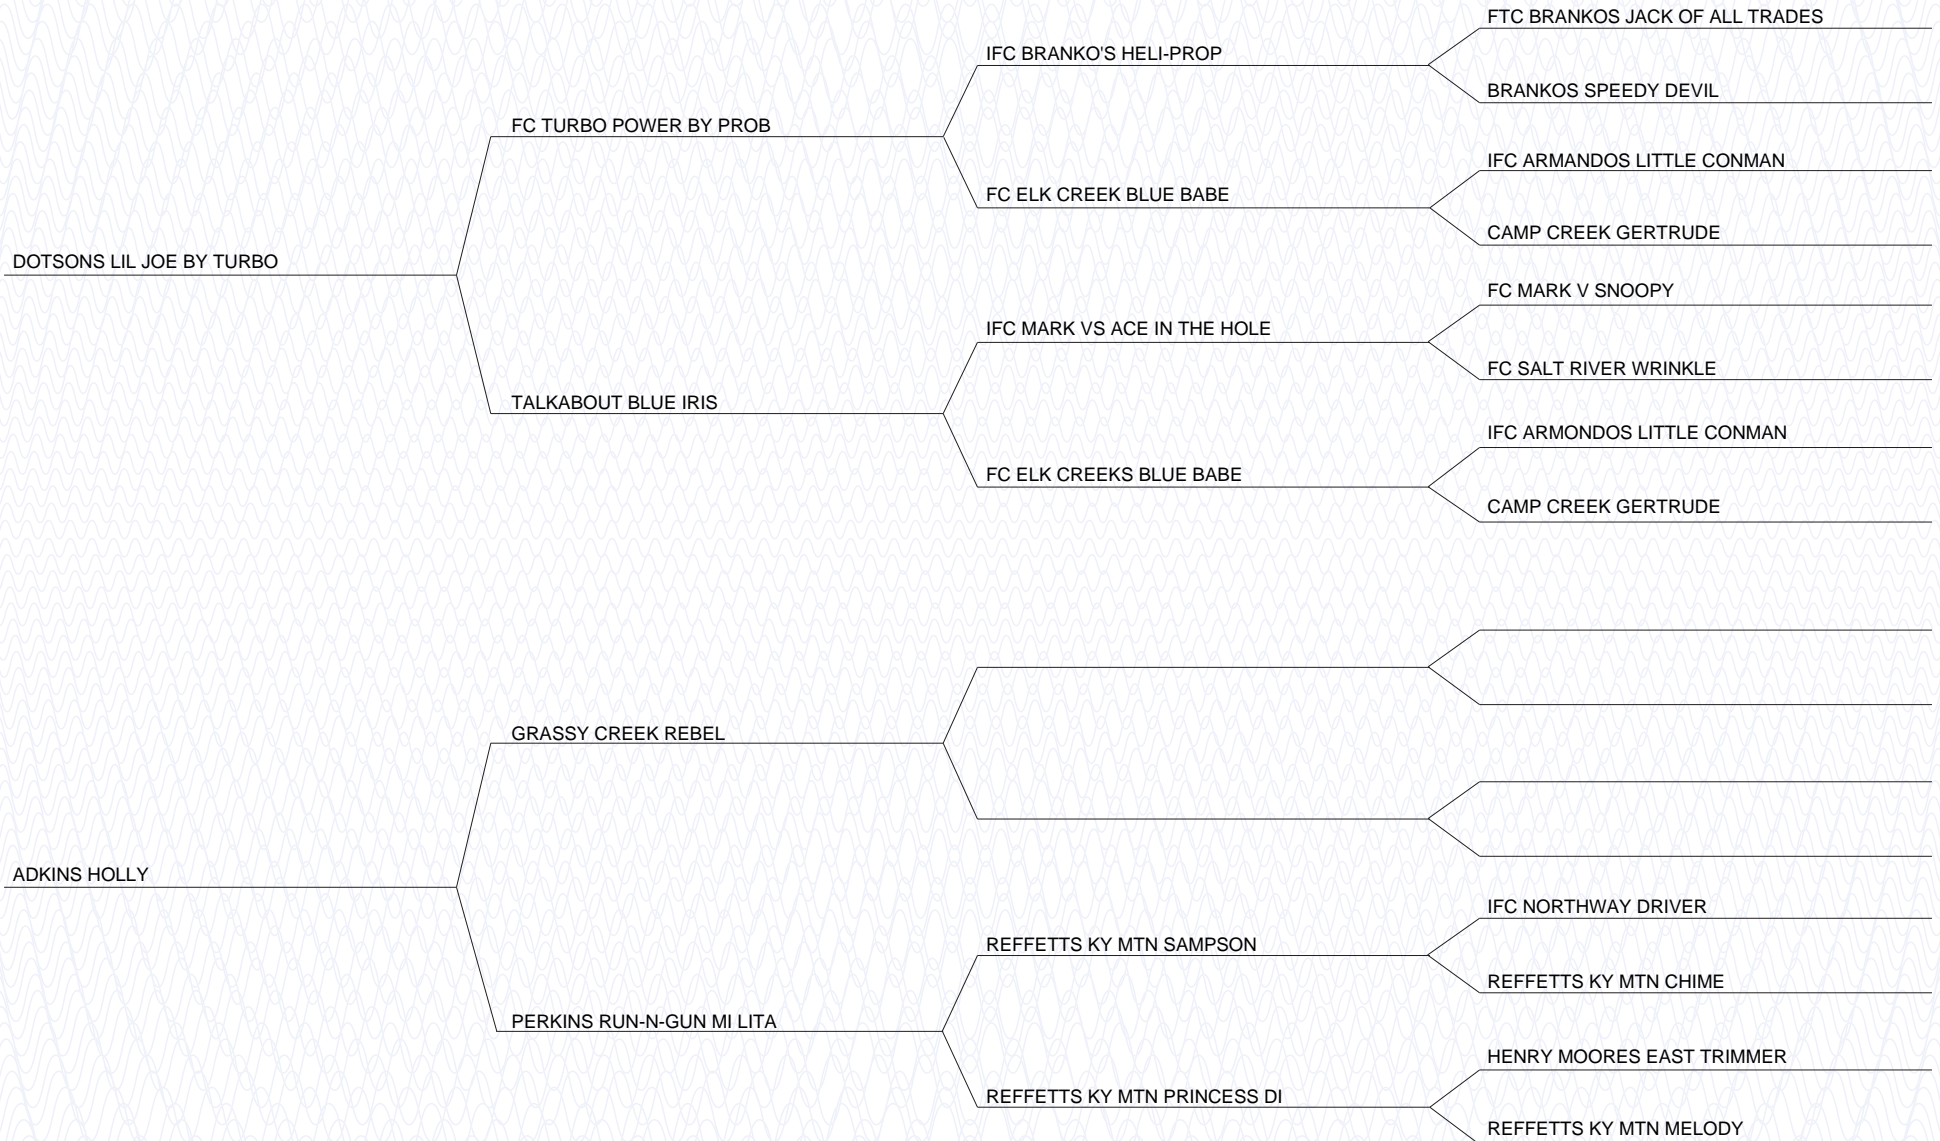 FTC BRANKOS JACK OF ALL TRADES
IFC BRANKO'S HELI-PROP
BRANKOS SPEEDY DEVIL
FC TURBO POWER BY PROB
IFC ARMANDOS LITTLE CONMAN
FC ELK CREEK BLUE BABE
CAMP CREEK GERTRUDE
DOTSONS LIL JOE BY TURBO
FC MARK V SNOOPY
IFC MARK VS ACE IN THE HOLE
FC SALT RIVER WRINKLE
TALKABOUT BLUE IRIS
IFC ARMONDOS LITTLE CONMAN
FC ELK CREEKS BLUE BABE
CAMP CREEK GERTRUDE
GRASSY CREEK REBEL
ADKINS HOLLY
IFC NORTHWAY DRIVER
REFFETTS KY MTN SAMPSON
REFFETTS KY MTN CHIME
PERKINS RUN-N-GUN MI LITA
HENRY MOORES EAST TRIMMER
REFFETTS KY MTN PRINCESS DI
REFFETTS KY MTN MELODY